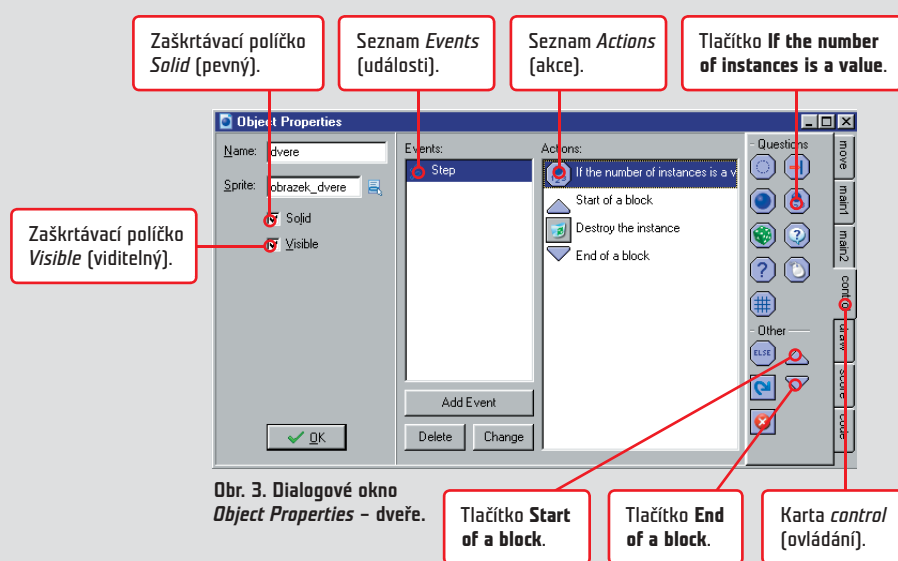 Zaškrtávací políčko
Solid (pevný).
Seznam Events
(události).
Seznam Actions
(akce).
Tlačítko If the number
of instances is a value.
Zaškrtávací políčko
Visible (viditelný).
Object Properties
Name: dvere
Sprite: obrazek_dvere
Solid
Visible
OK
Events:
Step
Add Event
Delete Change
Actions:
If the number of instances is a v
Start of a block
Destroy the instance
End of a block
Questions
Other
ELSE
move
main1
main2
control
draw
score
code
Obr. 3. Dialogové okno
Object Properties – dveře.
Tlačítko Start
of a block.
Tlačítko End
of a block.
Karta control
(ovládání).